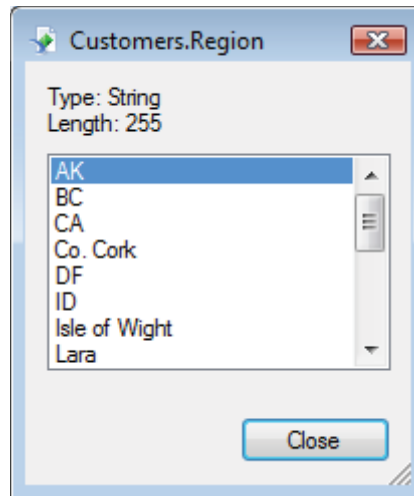 Customers.Region
Type: String
Length: 255
AK
BC
CA
Co. Cork
DF
ID
Isle of Wight
Lara
Close